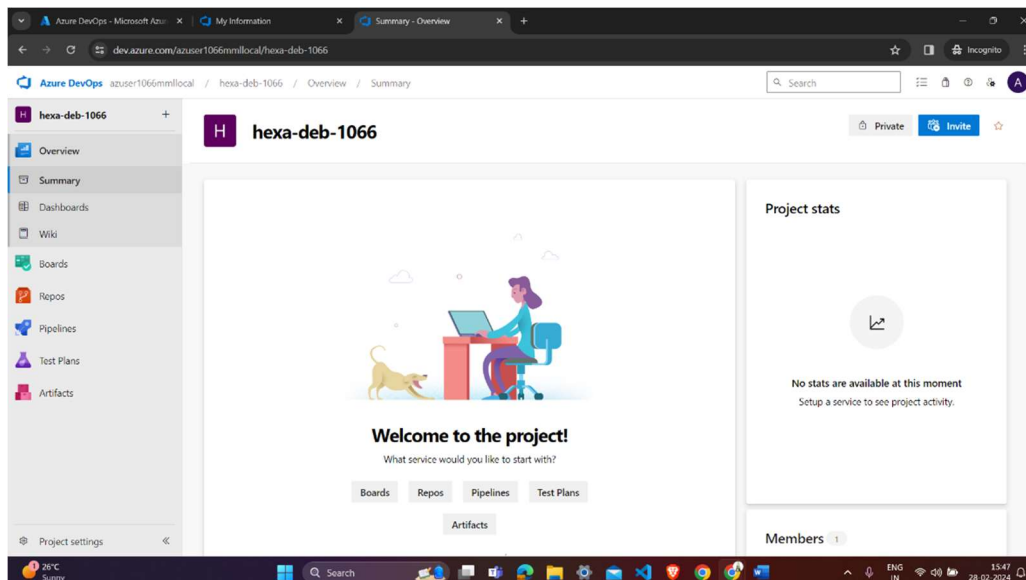 Azure DevOps - Microsoft Azur
My Information
Summary - Overview
dev.azure.com/azuser1066mmllocal/hexa-deb-1066
Incognito
Azure DevOps azuser1066mmllocal / hexa-deb-1066 / Overview / Summary
Search
A
H hexa-deb-1066 +
Overview
Summary
Dashboards
Wiki
Boards
Repos
Pipelines
Test Plans
Artifacts
Project settings
H hexa-deb-1066
Private
Invite
Welcome to the project!
What service would you like to start with?
Boards Repos Pipelines Test Plans
Artifacts
Project stats
No stats are available at this moment
Setup a service to see project activity.
Members 1
1
26°C
Sunny
Search
ENG
IN
15:47
28-02-2024